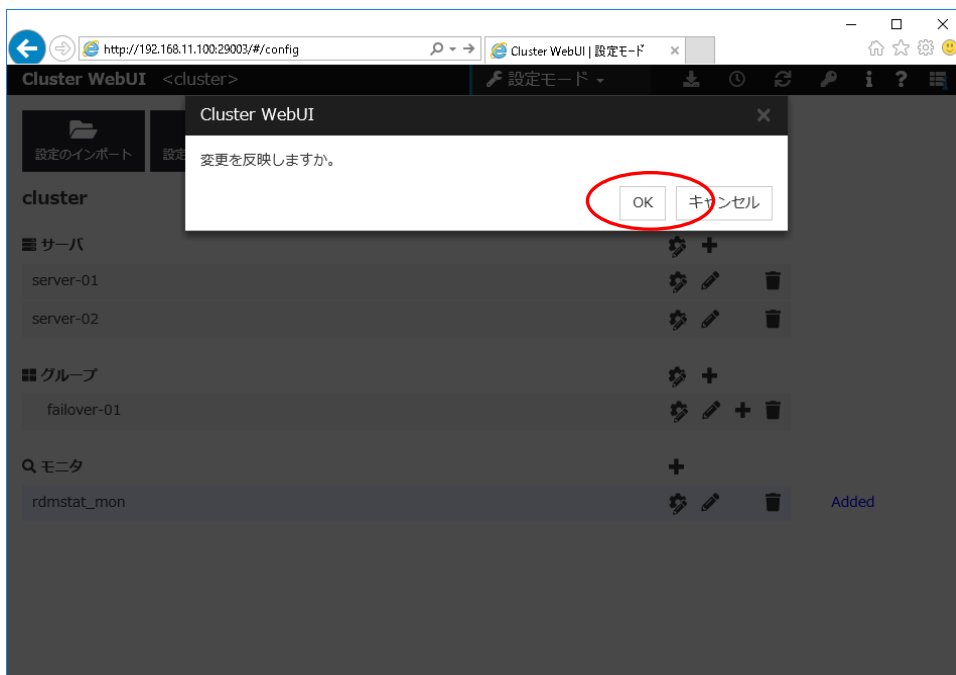 http://192.168.11.100:29003/#/config
Cluster WebUI | 設定モード
Cluster WebUI <cluster>
設定モード
Cluster WebUI
変更を反映しますか。
OK
キャンセル
設定のインポート
設定
cluster
サーバ
server-01
server-02
グループ
failover-01
モニタ
rdmstat_mon
Added